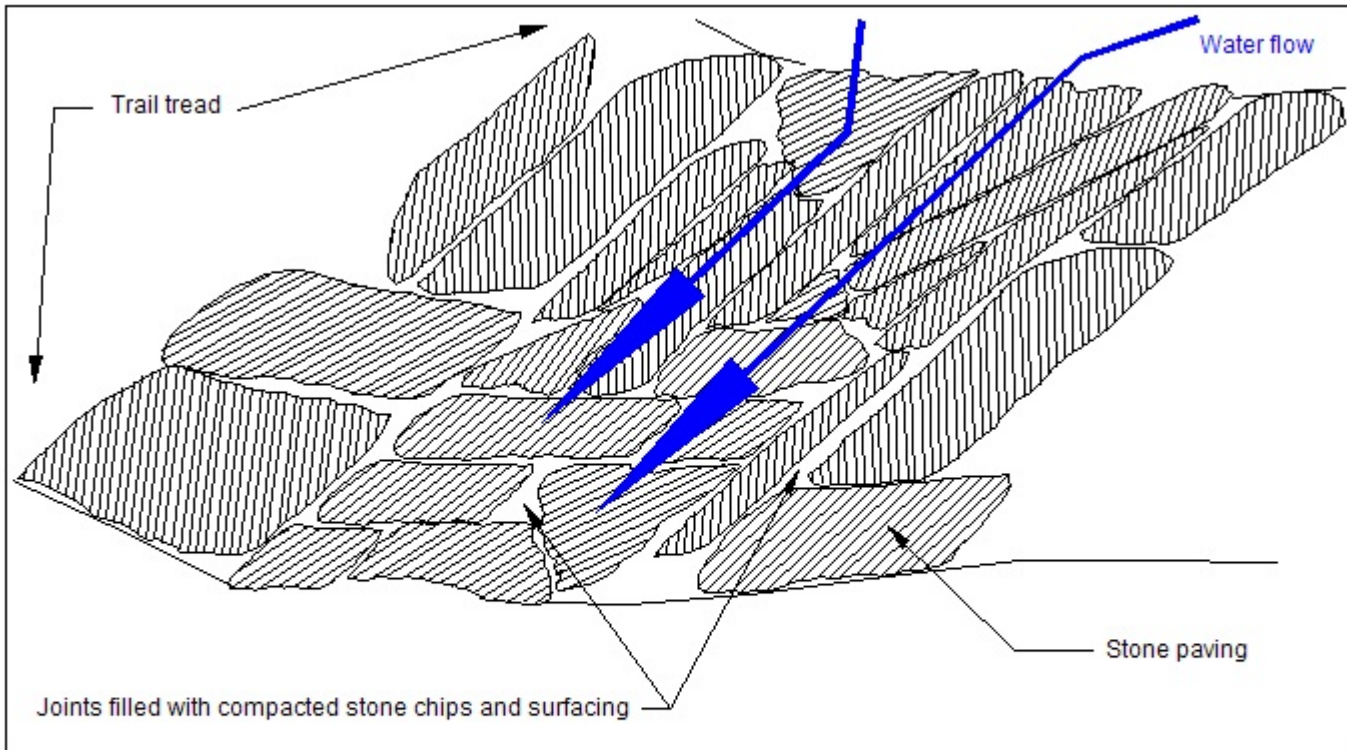 Water flow
Trail tread
Stone paving
Joints filled with compacted stone chips and surfacing